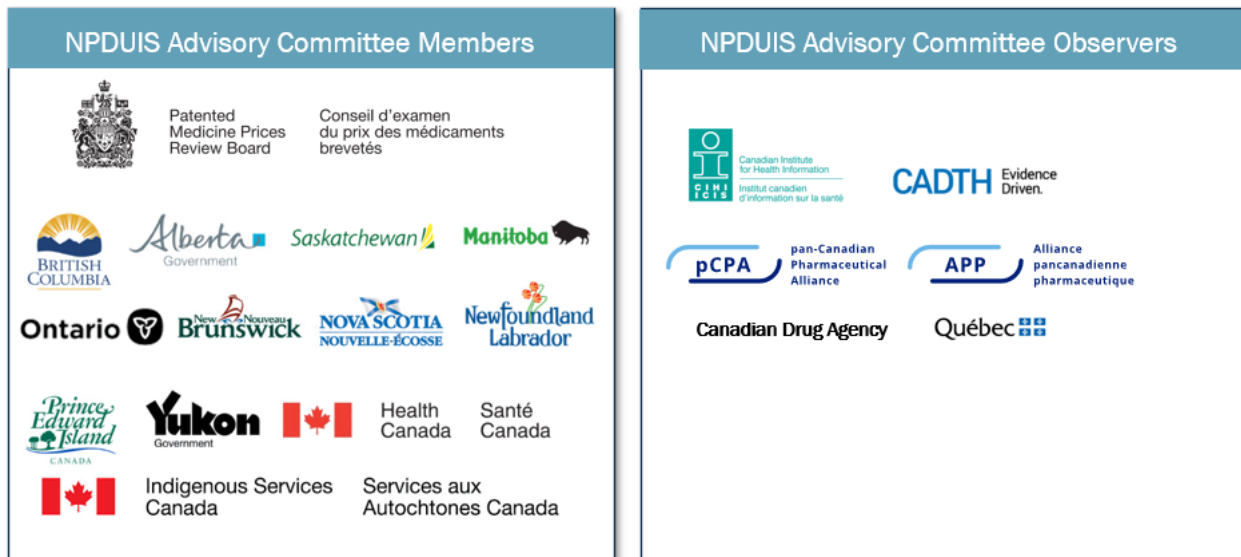 NPDUIS Advisory Committee Members
Patented
Medicine Prices
Review Board
Conseil d'examen
du prix des médicaments
brevetés
BRITISH
COLUMBIA
Alberta
Government
Saskatchewan
Manitoba
Ontario
New Nouveau
Brunswick
NOVA SCOTIA
NOUVELLE-ÉCOSSE
Newfoundland
Labrador
Prince
Edward
Island
CANADA
Yukon
Government
Health
Canada
Santé
Canada
Indigenous Services
Canada
Services aux
Autochtones Canada
NPDUIS Advisory Committee Observers
CIHI
ICIS
Canadian Institute
for Health Information
Institut canadien
d'information sur la santé
CADTH
Evidence
Driven.
pCPA
pan-Canadian
Pharmaceutical
Alliance
APP
Alliance
pancanadienne
pharmaceutique
Canadian Drug Agency
Québec